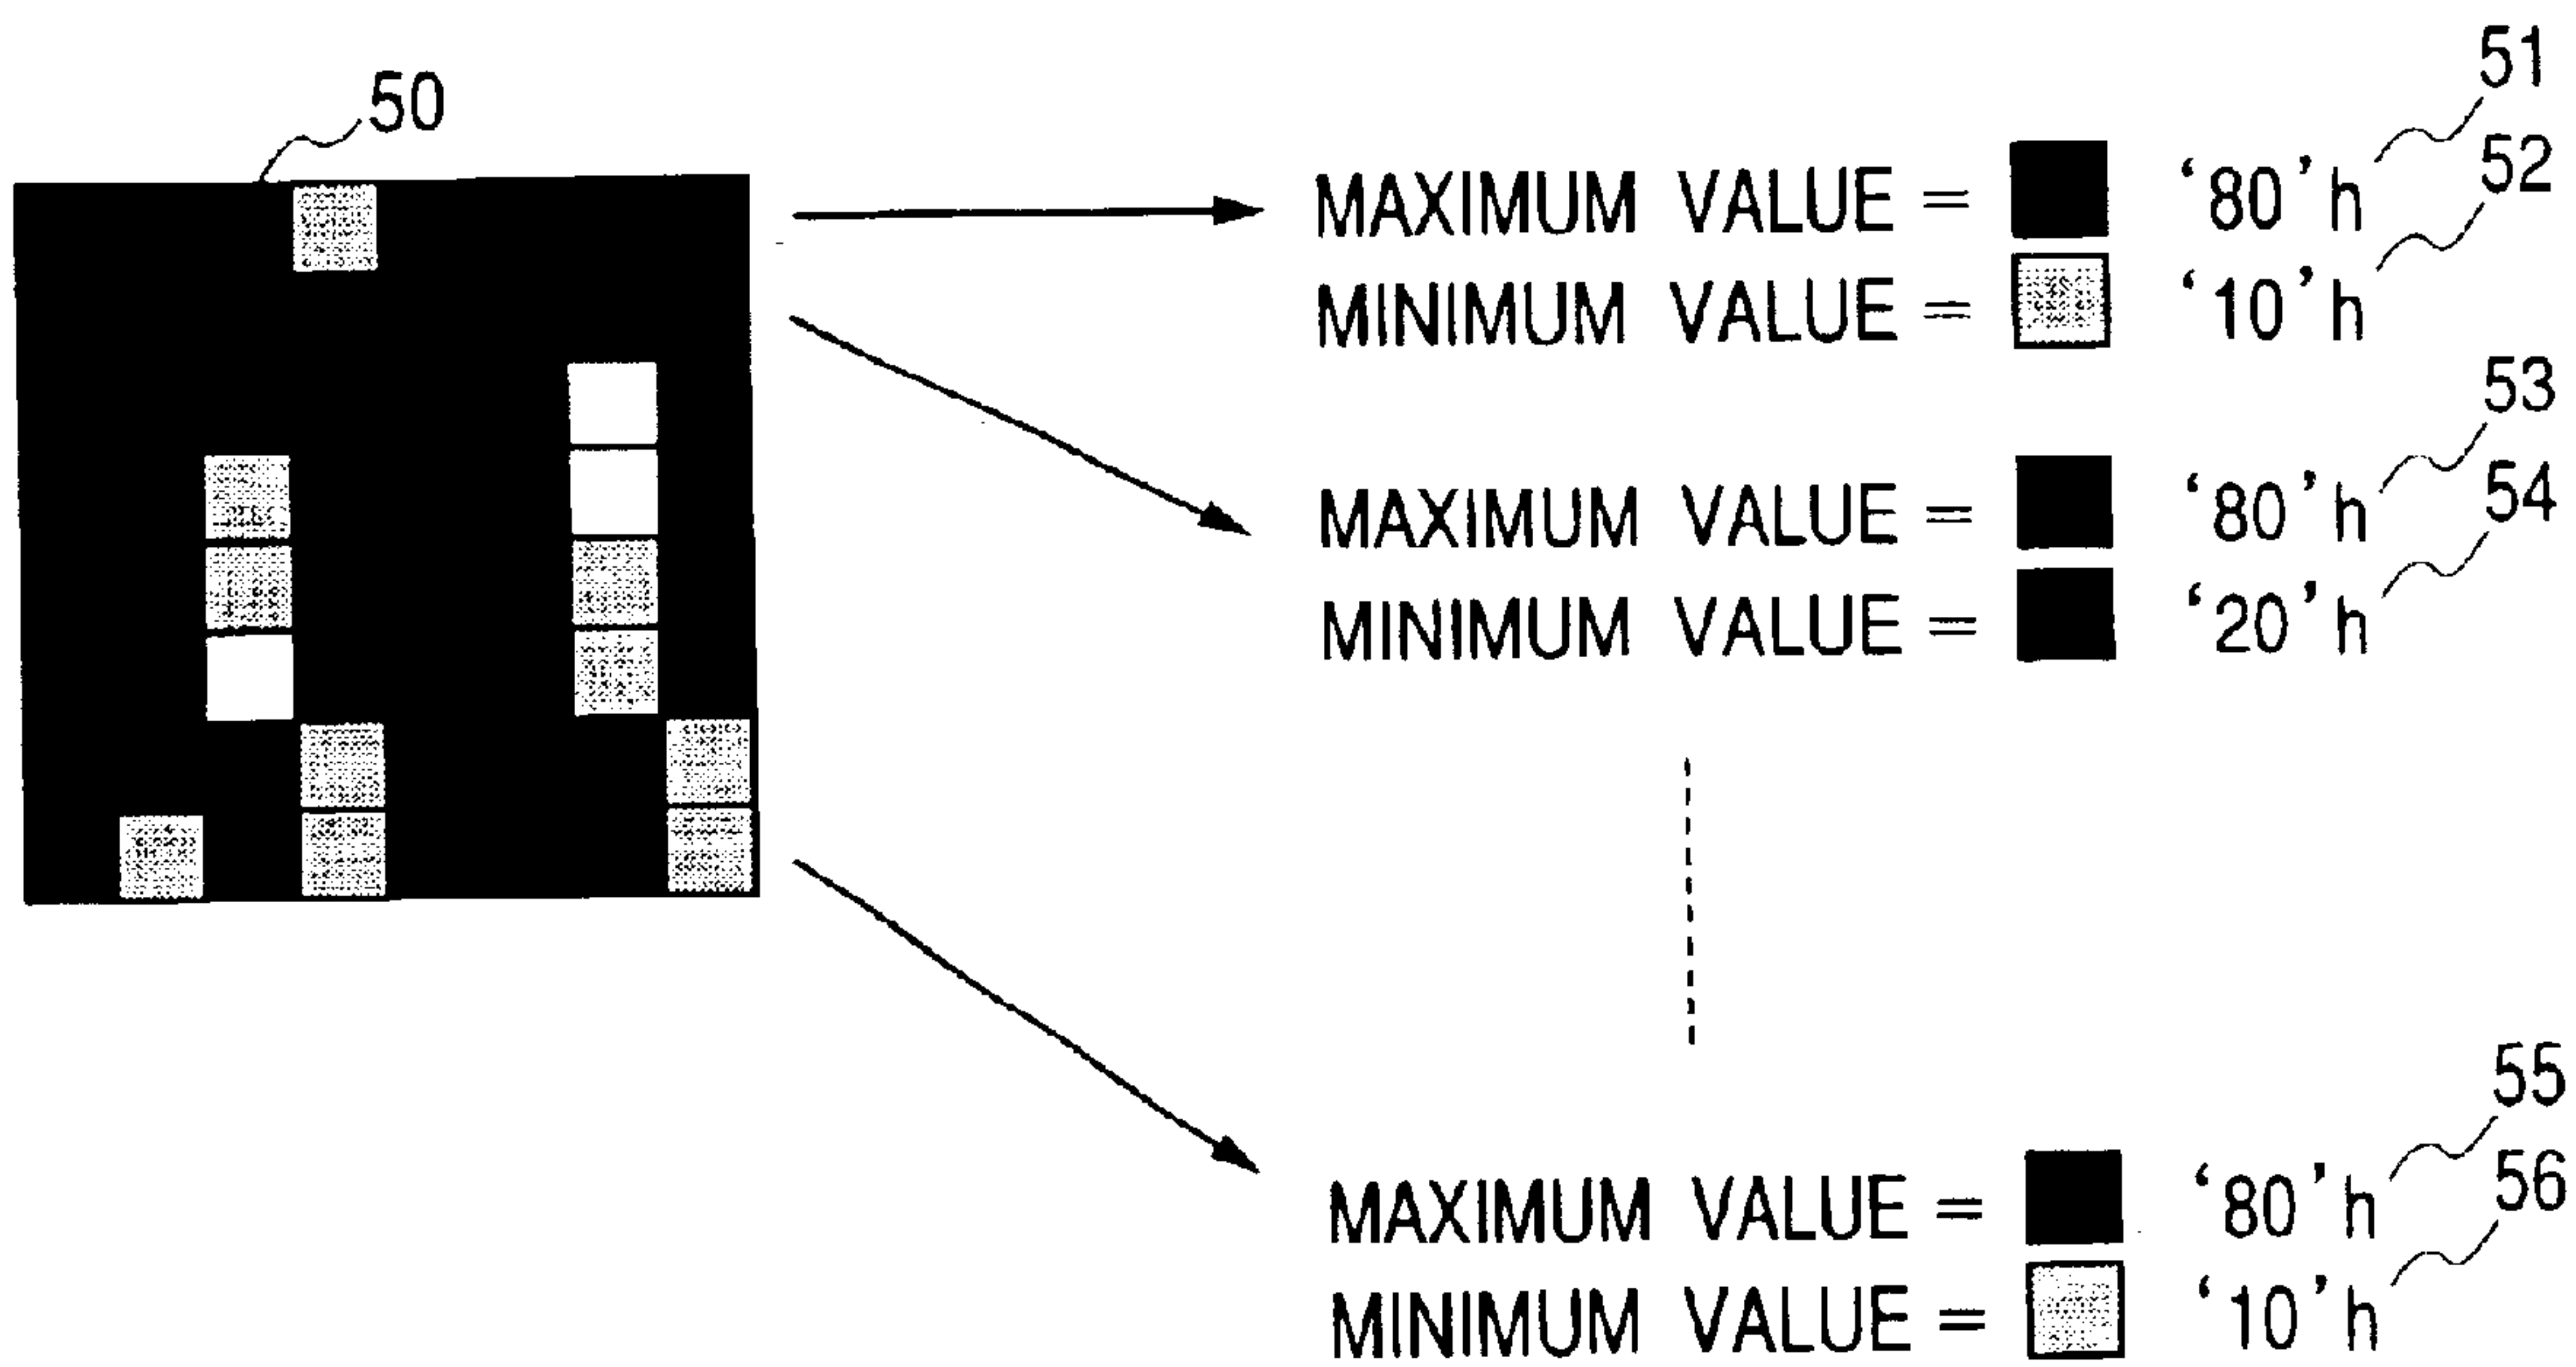 50
51
MAXIMUM VALUE = '80'h
52
MINIMUM VALUE = '10'h
53
MAXIMUM VALUE = '80'h
54
MINIMUM VALUE = '20'h
55
MAXIMUM VALUE = '80'h
56
MINIMUM VALUE = '10'h